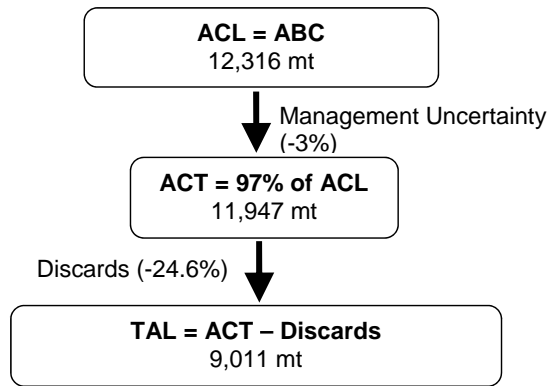 ACL = ABC
12,316 mt
Management Uncertainty
(-3%)
ACT = 97% of ACL
11,947 mt
Discards (-24.6%)
TAL = ACT – Discards
9,011 mt